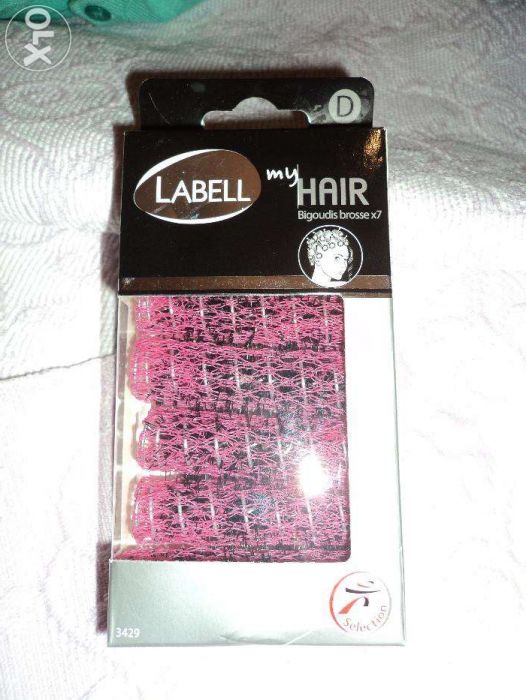 OLX
D
LABELL
my
HAIR
Bigoudis brosse x7
Selection
3429